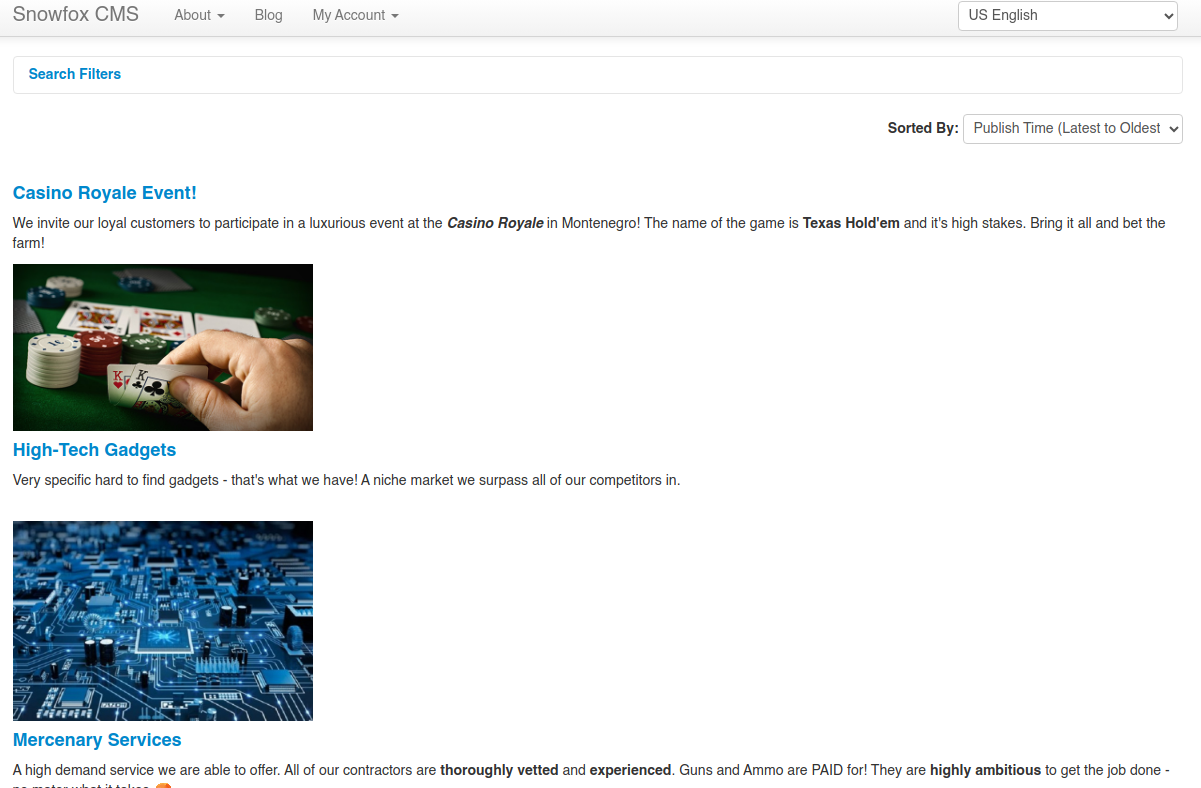 Snowfox CMS About Blog My Account US English
Search Filters
Sorted By: Publish Time (Latest to Oldest
Casino Royale Event!
We invite our loyal customers to participate in a luxurious event at the Casino Royale in Montenegro! The name of the game is Texas Hold'em and it's high stakes. Bring it all and bet the
farm!
K K
High-Tech Gadgets
Very specific hard to find gadgets - that's what we have! A niche market we surpass all of our competitors in.
Mercenary Services
A high demand service we are able to offer. All of our contractors are thoroughly vetted and experienced. Guns and Ammo are PAID for! They are highly ambitious to get the job done -
no mater what it takes.